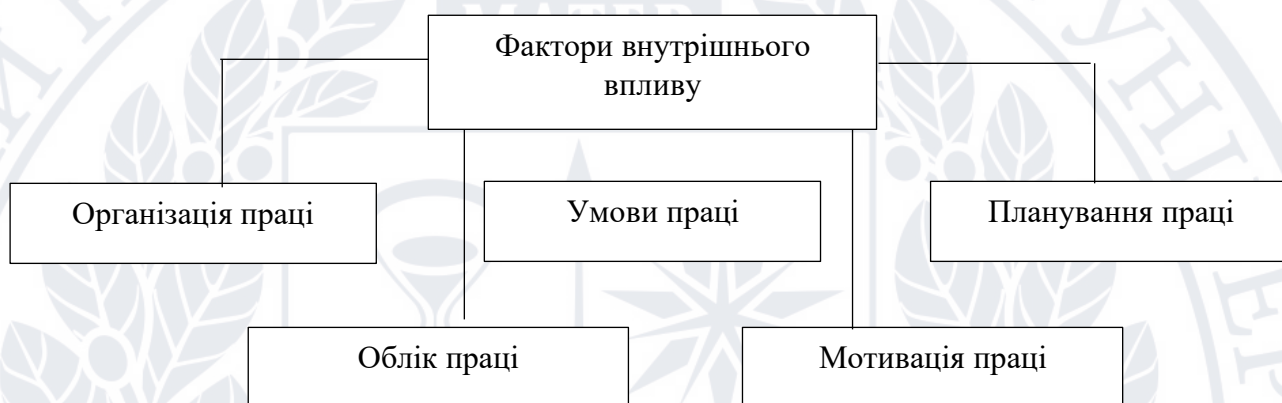 Фактори внутрішнього
впливу
Організація праці
Умови праці
Планування праці
Облік праці
Мотивація праці